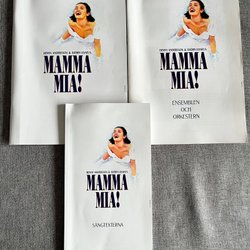 BENNY ANDERSSON & BJÖRN ULVAEUS'
MAMMA
MIA!
BENNY ANDERSSON & BJÖRN ULVAEUS'
MAMMA
MIA!
ENSEMBLEN
OCH
ORKESTERN
BENNY ANDERSSON & BJÖRN ULVAEUS'
MAMMA
MIA!
SÅNGTEXTERNA